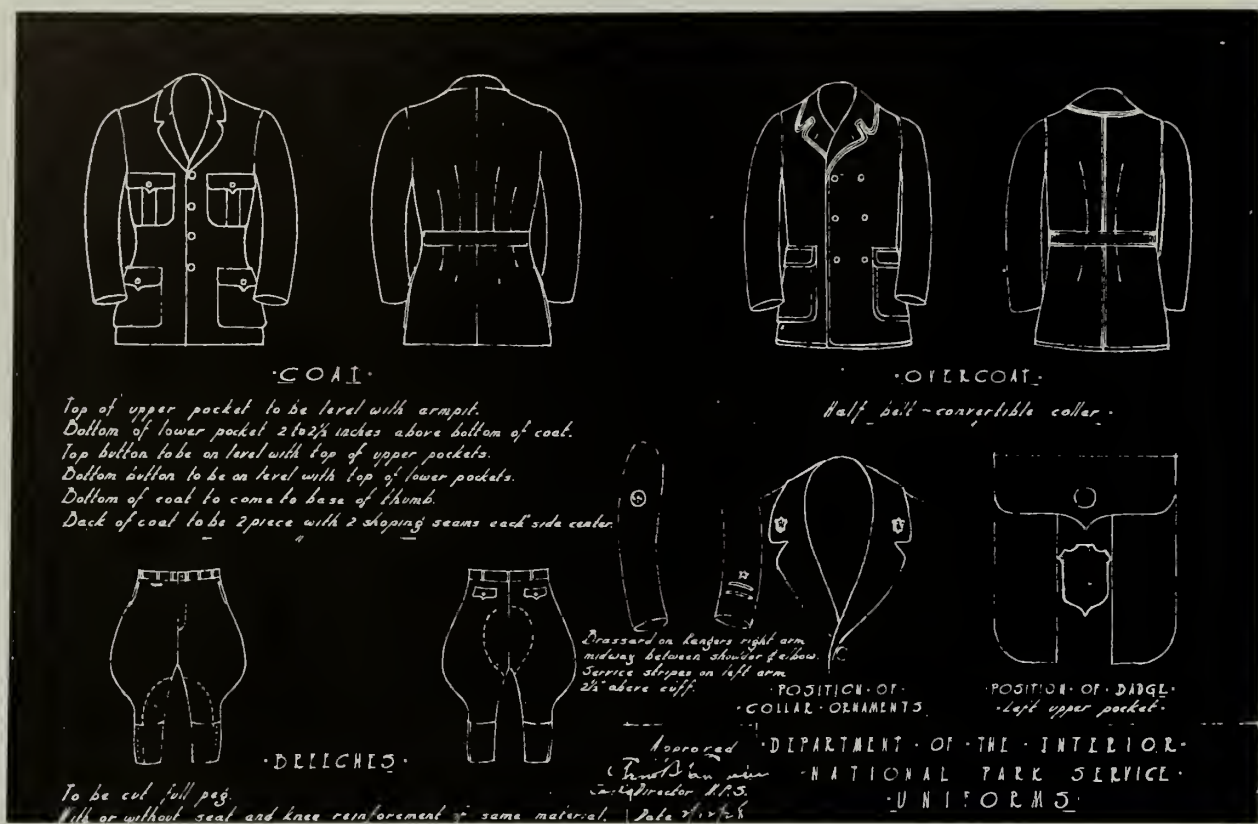 ·COAT·
Top of upper pocket to be level with armpit.
Bottom of lower pocket 2 to 2½ inches above bottom of coat.
Top button to be on level with top of upper pockets.
Bottom button to be on level with top of lower pockets.
Bottom of coat to come to base of thumb.
Back of coat to be 2 piece with 2 shaping seams each side center.
·OVERCOAT·
Half belt – convertible collar ·
Brassard on Rangers right arm
midway between shoulder & elbow.
Service stripes on left arm
2½" above cuff.
·POSITION·OF·
·COLLAR·ORNAMENTS
·POSITION·OF·BADGE·
·Left upper pocket·
·BREECHES·
To be cut full peg.
With or without seat and knee reinforement of same material.
Approved
Director N.P.S.
Date
·DEPARTMENT·OF·THE·INTERIOR·
·NATIONAL PARK SERVICE·
·UNIFORMS·